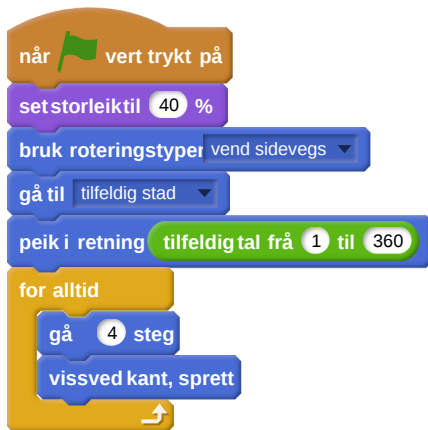 når vert trykt på
set storleik til 40 %
bruk roteringstypen vend sidevegs
gå til tilfeldig stad
peik i retning tilfeldig tal frå 1 til 360
for alltid
gå 4 steg
viss ved kant, sprett